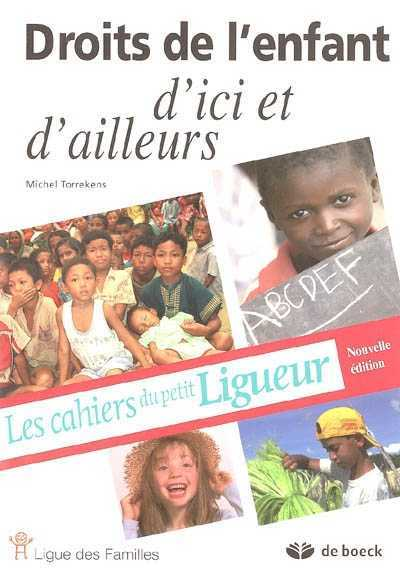 Droits de l'enfant
d'ici et
d'ailleurs
Michel Torrekens
ABCDEF
Les cahiers du petit Ligueur
Nouvelle
édition
Ligue des Familles
de boeck